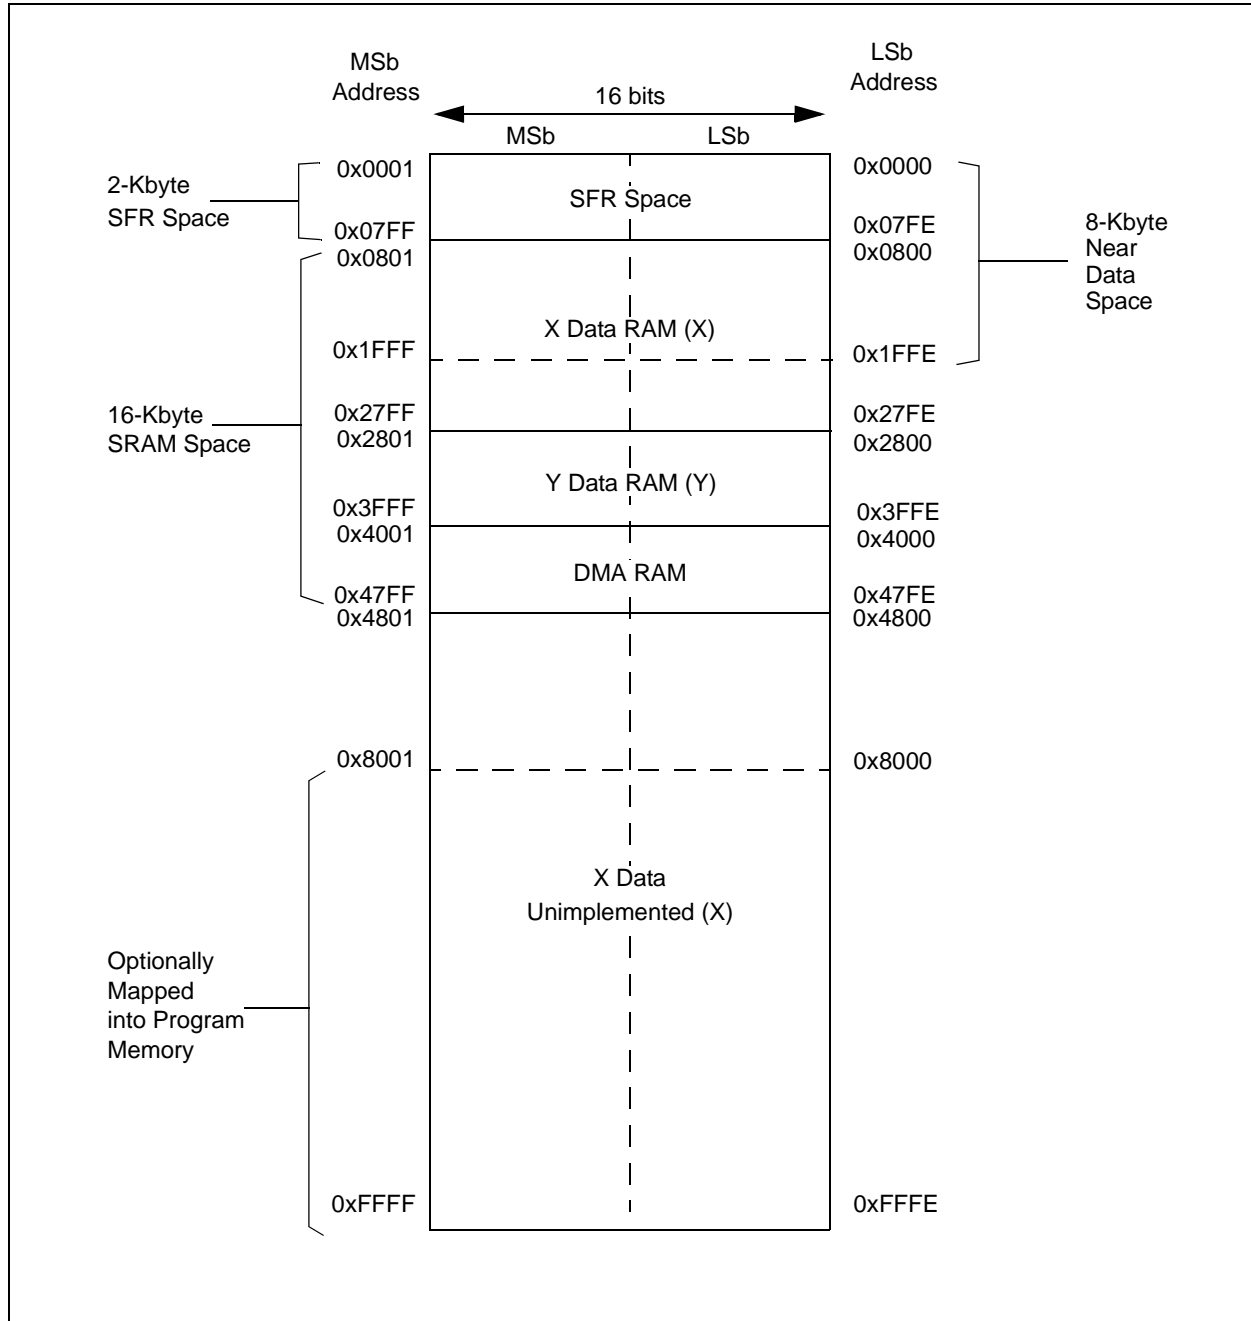 MSb
Address
LSb
Address
16 bits
MSb
LSb
2-Kbyte
SFR Space
0x0001
0x07FF
0x0801
SFR Space
0x0000
0x07FE
0x0800
8-Kbyte
Near
Data
Space
16-Kbyte
SRAM Space
0x1FFF
X Data RAM (X)
0x1FFE
0x27FF
0x2801
0x27FE
0x2800
Y Data RAM (Y)
0x3FFF
0x4001
0x3FFE
0x4000
DMA RAM
0x47FF
0x4801
0x47FE
0x4800
0x8001
0x8000
X Data
Unimplemented (X)
Optionally
Mapped
into Program
Memory
0xFFFF
0xFFFE